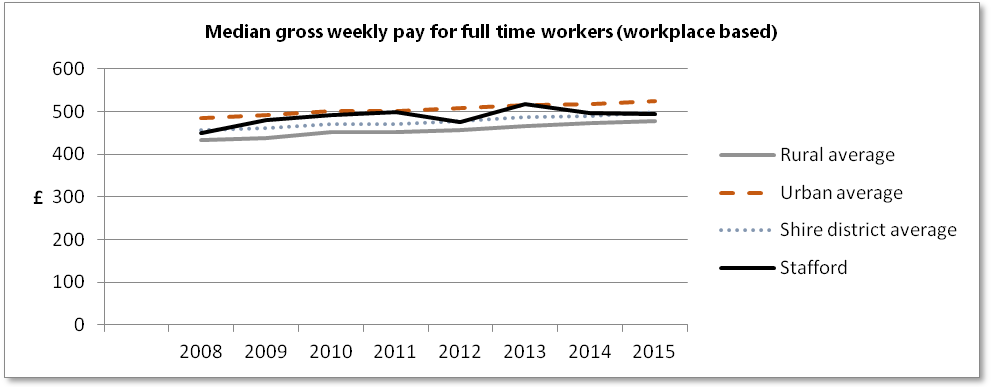 Median gross weekly pay for full time workers (workplace based)
600
500
400
300
200
100
0
£
2008 2009 2010 2011 2012 2013 2014 2015
Rural average
Urban average
Shire district average
Stafford